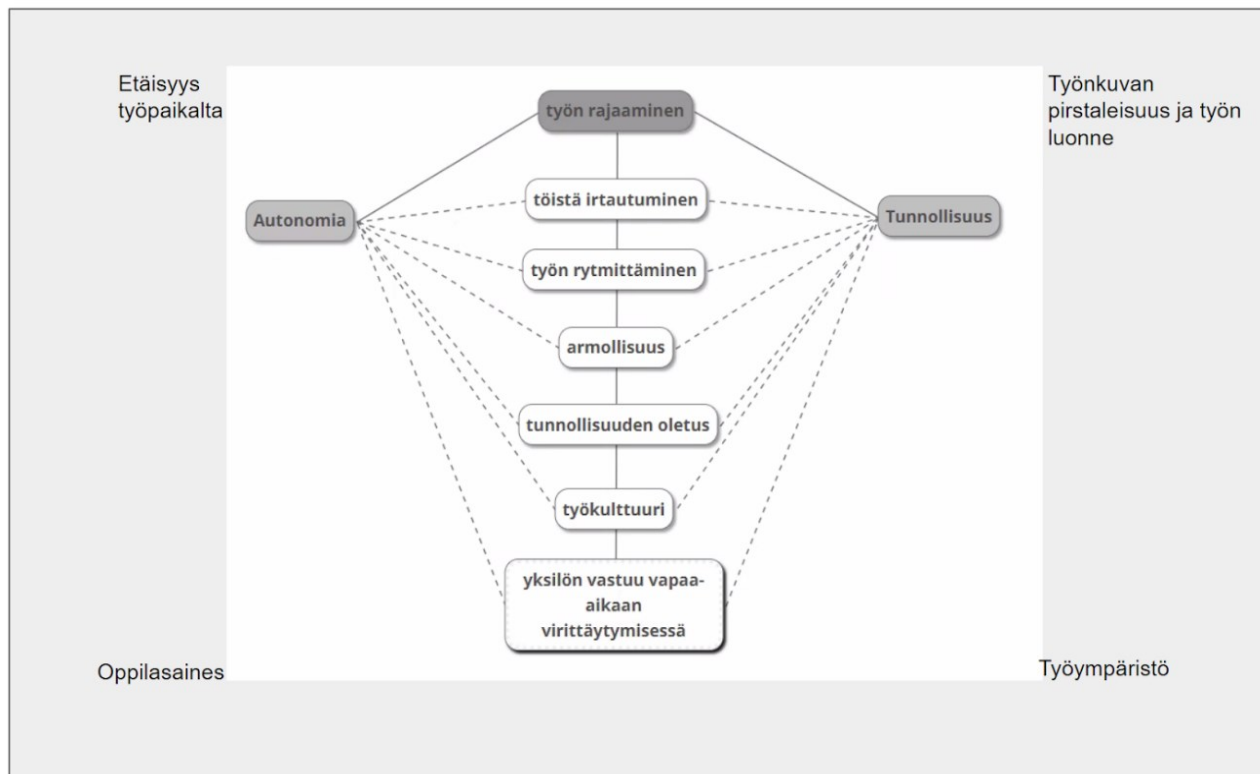 Etäisyys
työpaikalta
Työnkuvan
pirstaleisuus ja työn
luonne
työn rajaaminen
töistä irtautuminen
Autonomia
Tunnollisuus
työn rytmittäminen
armollisuus
tunnollisuuden oletus
työkulttuuri
yksilön vastuu vapaa-
aikaan
virittäytymisessä
Oppilasaines
Työympäristö